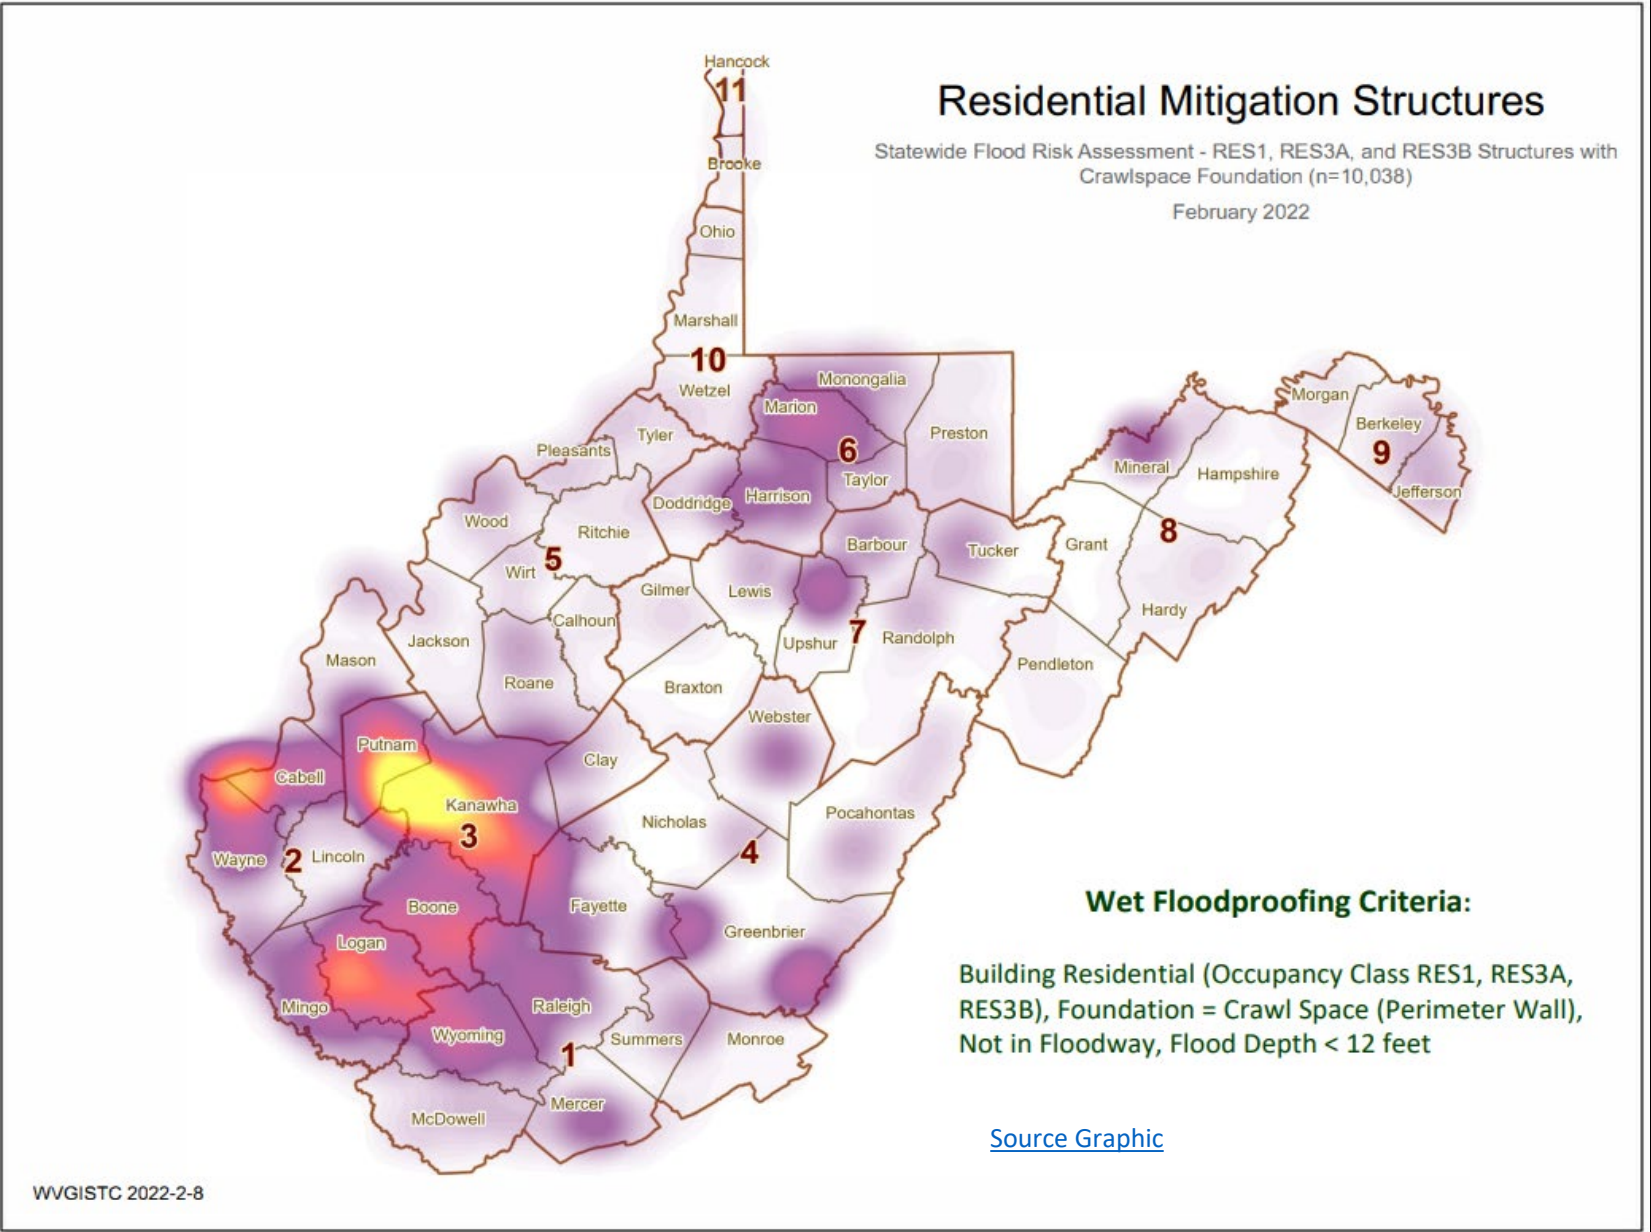 Hancock
11
Brooke
Ohio
Marshall
10
Wetzel
Residential Mitigation Structures
Statewide Flood Risk Assessment - RES1, RES3A, and RES3B Structures with
Crawlspace Foundation (n=10,038)
February 2022
Monongalia
Marion
Preston
6
Taylor
Tyler
Pleasants
Doddridge
Harrison
Wood
Ritchie
5
Wirt
Barbour
Tucker
Grant
Mineral
Hampshire
8
Hardy
Morgan
Berkeley
9
Jefferson
Gilmer
Lewis
Calhoun
Jackson
Upshur
7
Randolph
Pendleton
Mason
Roane
Braxton
Webster
Putnam
Clay
Cabell
Kanawha
3
Nicholas
Pocahontas
4
Wayne
2
Lincoln
Boone
Fayette
Greenbrier
Logan
Mingo
Raleigh
Wyoming
1
Summers
Monroe
Mercer
McDowell
Wet Floodproofing Criteria:
Building Residential (Occupancy Class RES1, RES3A,
RES3B), Foundation = Crawl Space (Perimeter Wall),
Not in Floodway, Flood Depth < 12 feet
Source Graphic
WVGISTC 2022-2-8